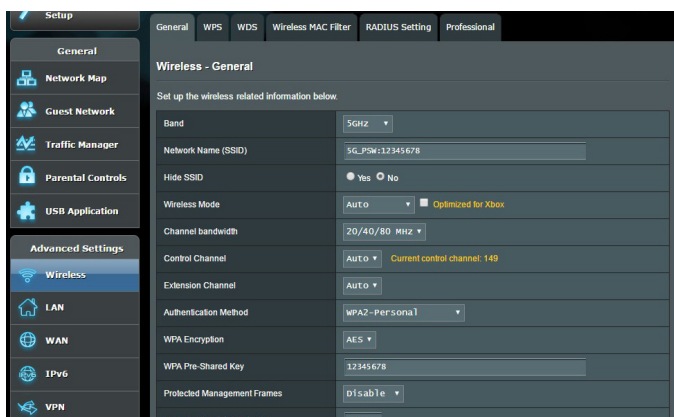 Setup
General
Network Map
Guest Network
Traffic Manager
Parental Controls
USB Application
Advanced Settings
Wireless
LAN
WAN
IPv6
VPN
General WPS WDS Wireless MAC Filter RADIUS Setting Professional
Wireless - General
Set up the wireless related information below.
Band 5GHz
Network Name (SSID) 5G_PSW:12345678
Hide SSID Yes No
Wireless Mode Auto Optimized for Xbox
Channel bandwidth 20/40/80 MHz
Control Channel Auto Current control channel: 149
Extension Channel Auto
Authentication Method WPA2-Personal
WPA Encryption AES
WPA Pre-Shared Key 12345678
Protected Management Frames Disable